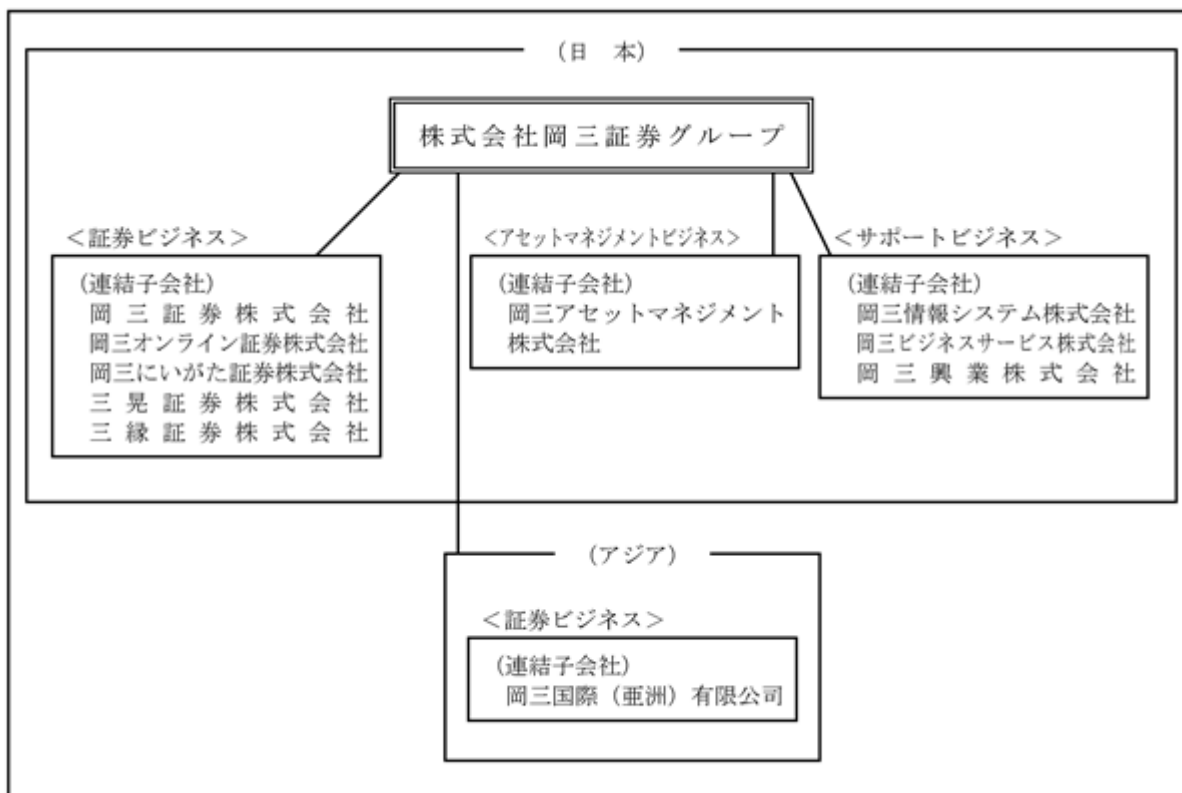 (日 本)
株式会社岡三証券グループ
<証券ビジネス>
(連結子会社)
岡三証券株式会社
岡三オンライン証券株式会社
岡三にいがた証券株式会社
三晃証券株式会社
三縁証券株式会社
<アセットマネジメントビジネス>
(連結子会社)
岡三アセットマネジメント
株式会社
<サポートビジネス>
(連結子会社)
岡三情報システム株式会社
岡三ビジネスサービス株式会社
岡三興業株式会社
(アジア)
<証券ビジネス>
(連結子会社)
岡三国際(亜洲)有限公司